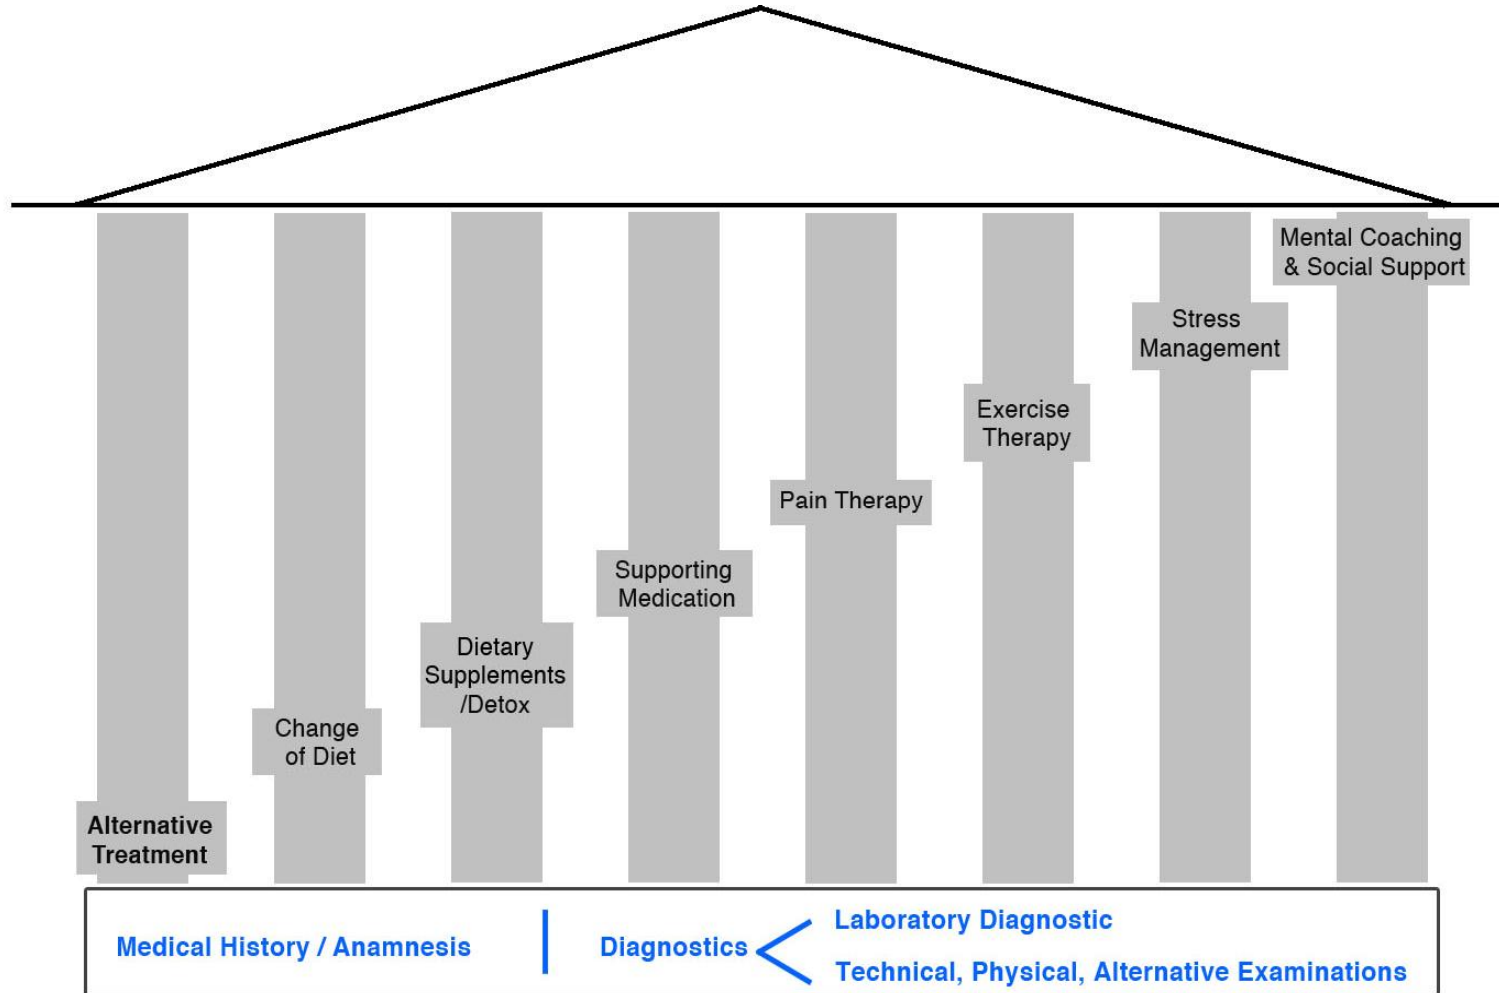 Mental Coaching
& Social Support
Stress
Management
Exercise
Therapy
Pain Therapy
Supporting
Medication
Dietary
Supplements
/Detox
Change
of Diet
Alternative
Treatment
Medical History / Anamnesis
Diagnostics
Laboratory Diagnostic
Technical, Physical, Alternative Examinations